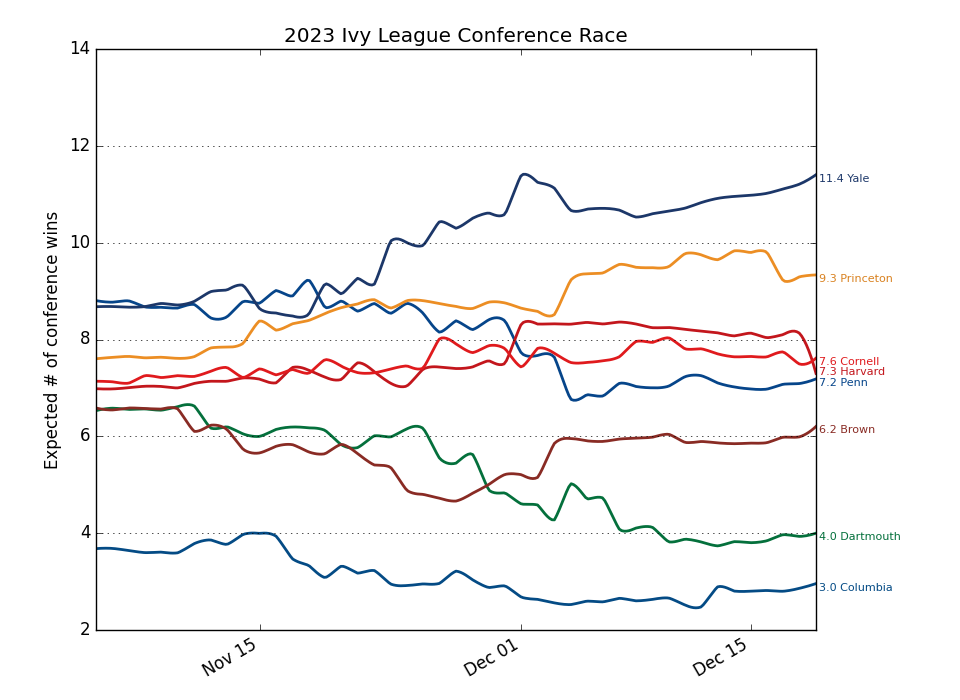 2023 Ivy League Conference Race
Expected # of conference wins
14
12
10
8
6
4
2
11.4 Yale
9.3 Princeton
7.6 Cornell
7.3 Harvard
7.2 Penn
6.2 Brown
4.0 Dartmouth
3.0 Columbia
Nov 15
Dec 01
Dec 15